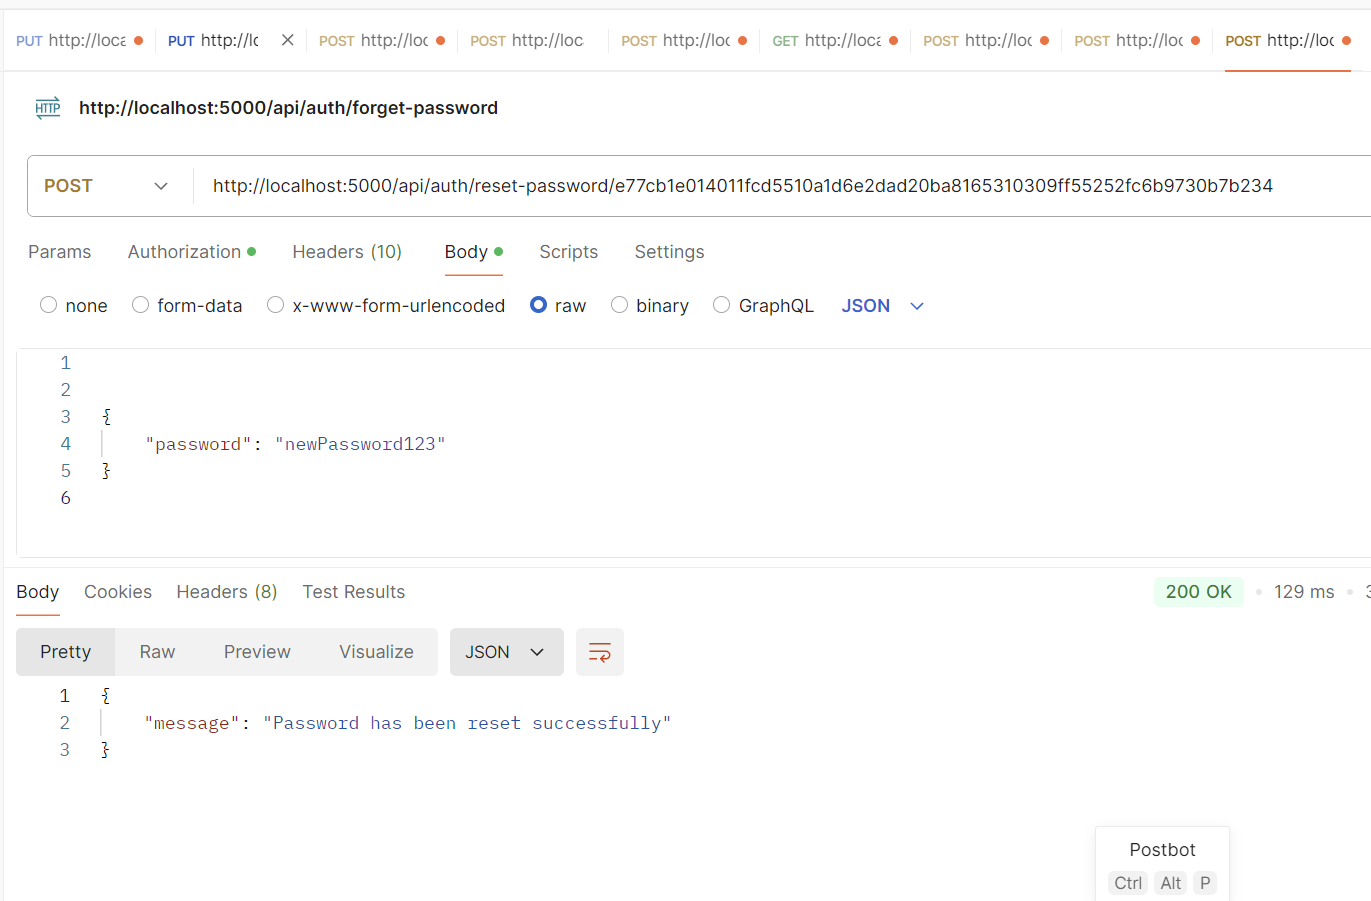 PUT http://loca PUT http://lc POST http://loc POST http://loc POST http://loc GET http://loca POST http://loc POST http://loc POST http://loc
HTTP http://localhost:5000/api/auth/forget-password
POST http://localhost:5000/api/auth/reset-password/e77cb1e014011fcd5510a1d6e2dad20ba8165310309ff55252fc6b9730b7b234
Params Authorization Headers (10) Body Scripts Settings
none form-data x-www-form-urlencoded raw binary GraphQL JSON
1
2
3 {
4 "password": "newPassword123"
5 }
6
Body Cookies Headers (8) Test Results 200 OK • 129 ms •
Pretty Raw Preview Visualize JSON
1 {
2 "message": "Password has been reset successfully"
3 }
Postbot
Ctrl Alt P